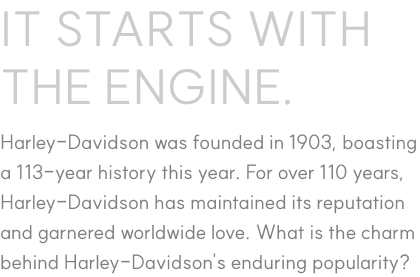 IT STARTS WITH
THE ENGINE.
Harley-Davidson was founded in 1903, boasting
a 113-year history this year. For over 110 years,
Harley-Davidson has maintained its reputation
and garnered worldwide love. What is the charm
behind Harley-Davidson's enduring popularity?